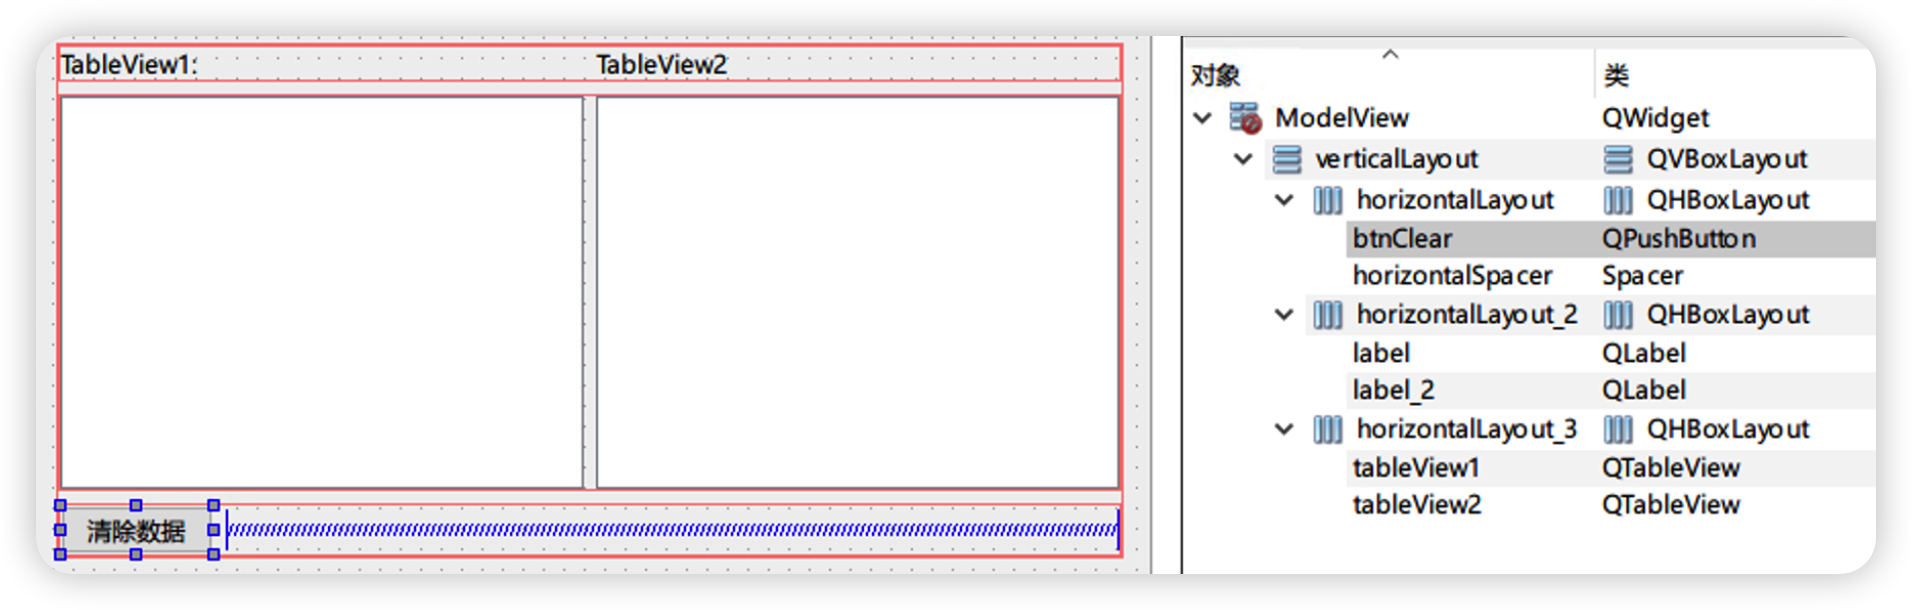 TableView1:
TableView2
清除数据
对象 类
ModelView QWidget
verticalLayout QVBoxLayout
horizontalLayout QHBoxLayout
btnClear QPushButton
horizontalSpacer Spacer
horizontalLayout_2 QHBoxLayout
label QLabel
label_2 QLabel
horizontalLayout_3 QHBoxLayout
tableView1 QTableView
tableView2 QTableView